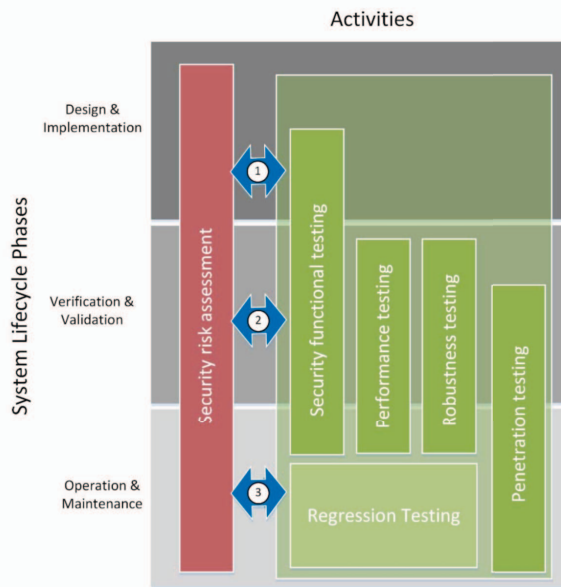 Activities
System Lifecycle Phases
Design &
Implementation
Verification &
Validation
Operation &
Maintenance
Security risk assessment
1
2
3
Security functional testing
Performance testing
Robustness testing
Penetration testing
Regression Testing